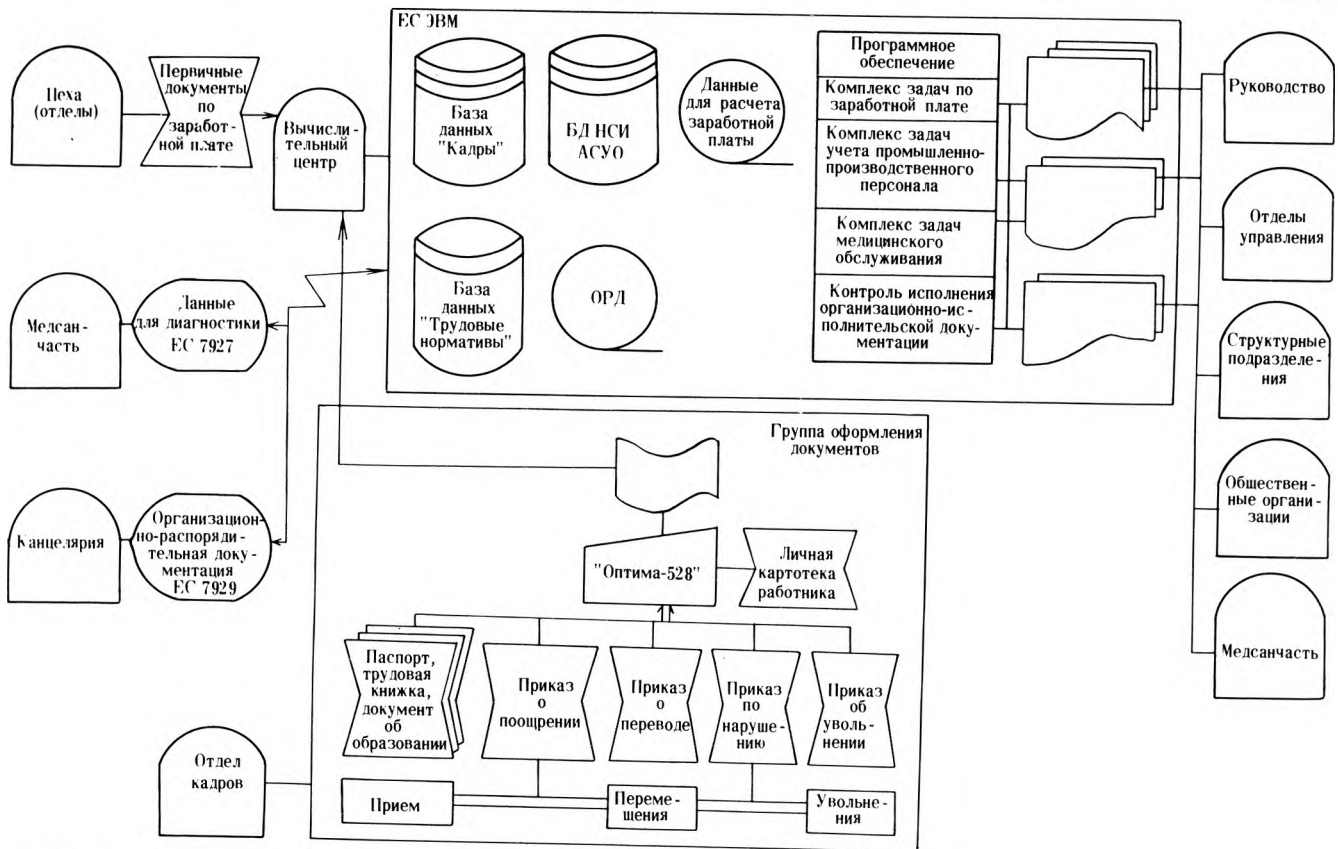 ЕС ЭВМ
Цеха
(отделы)
Первичные
документы
по
заработ-
ной плате
Вычисли-
тельный
центр
База
данных
"Кадры"
БД НСИ
АСУО
Данные
для расчета
заработной
платы
Программное
обеспечение
Комплекс задач по
заработной плате
Комплекс задач
учета промышленно-
производственного
персонала
Комплекс задач
медицинского
обслуживания
Контроль исполнения
организационно-ис-
полнительской доку-
ментации
Руководство
Отделы
управления
Структурные
подразделе-
ния
Обществен-
ные органи-
зации
Медсанчасть
Медсан-
часть
Данные
для диагностики
ЕС 7927
База
данных
"Трудовые
нормативы"
ОРД
Канцелярия
Организацион-
но-распоряди-
тельная доку-
ментация
ЕС 7929
Группа оформления
документов
"Оптима-528"
Личная
картотека
работника
Паспорт,
трудовая
книжка,
документ
об
образовании
Приказ
о
поощрении
Приказ
о
переводе
Приказ
по
наруше-
нию
Приказ
об
уволь-
нении
Отдел
кадров
Прием
Переме-
щения
Увольне-
ния